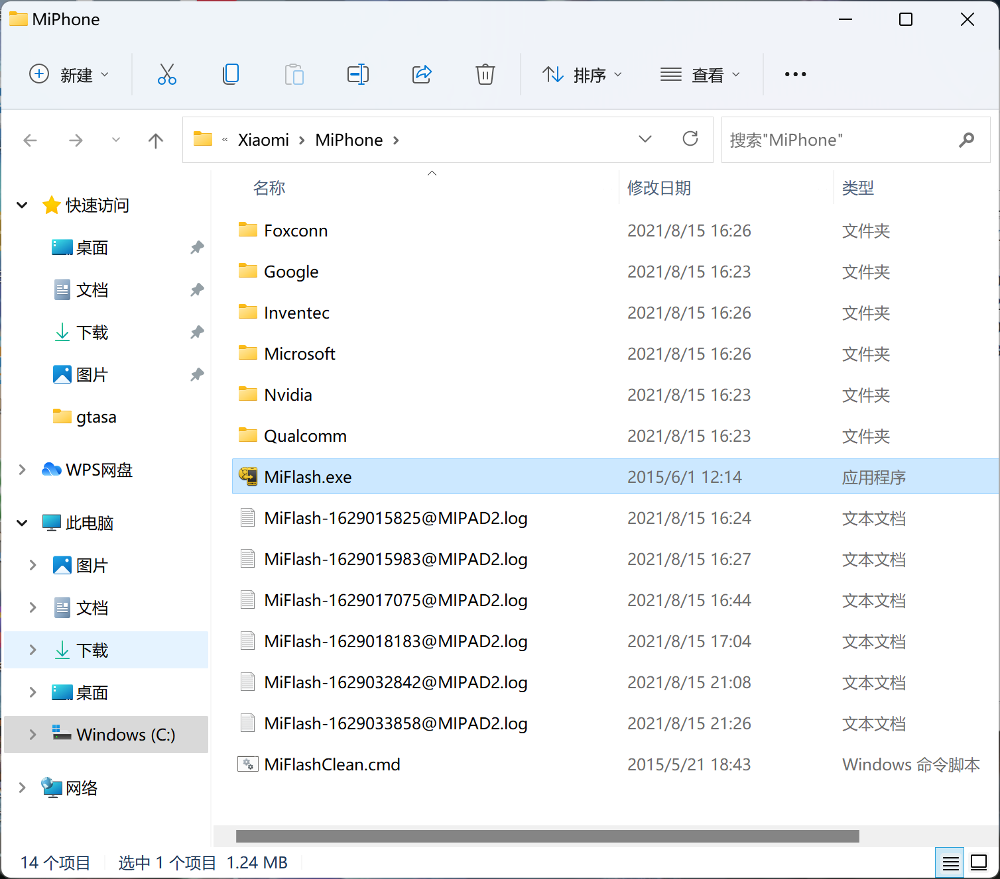 MiPhone
新建
排序
查看
« Xiaomi > MiPhone >
搜索"MiPhone"
名称 修改日期 类型
快速访问
桌面
文档
下载
图片
gtasa
WPS网盘
此电脑
图片
文档
下载
桌面
Windows (C:)
网络
Foxconn 2021/8/15 16:26 文件夹
Google 2021/8/15 16:23 文件夹
Inventec 2021/8/15 16:26 文件夹
Microsoft 2021/8/15 16:26 文件夹
Nvidia 2021/8/15 16:23 文件夹
Qualcomm 2021/8/15 16:23 文件夹
MiFlash.exe 2015/6/1 12:14 应用程序
MiFlash-1629015825@MIPAD2.log 2021/8/15 16:24 文本文档
MiFlash-1629015983@MIPAD2.log 2021/8/15 16:27 文本文档
MiFlash-1629017075@MIPAD2.log 2021/8/15 16:44 文本文档
MiFlash-1629018183@MIPAD2.log 2021/8/15 17:04 文本文档
MiFlash-1629032842@MIPAD2.log 2021/8/15 21:08 文本文档
MiFlash-1629033858@MIPAD2.log 2021/8/15 21:26 文本文档
MiFlashClean.cmd 2015/5/21 18:43 Windows 命令脚本
14 个项目 选中 1 个项目 1.24 MB